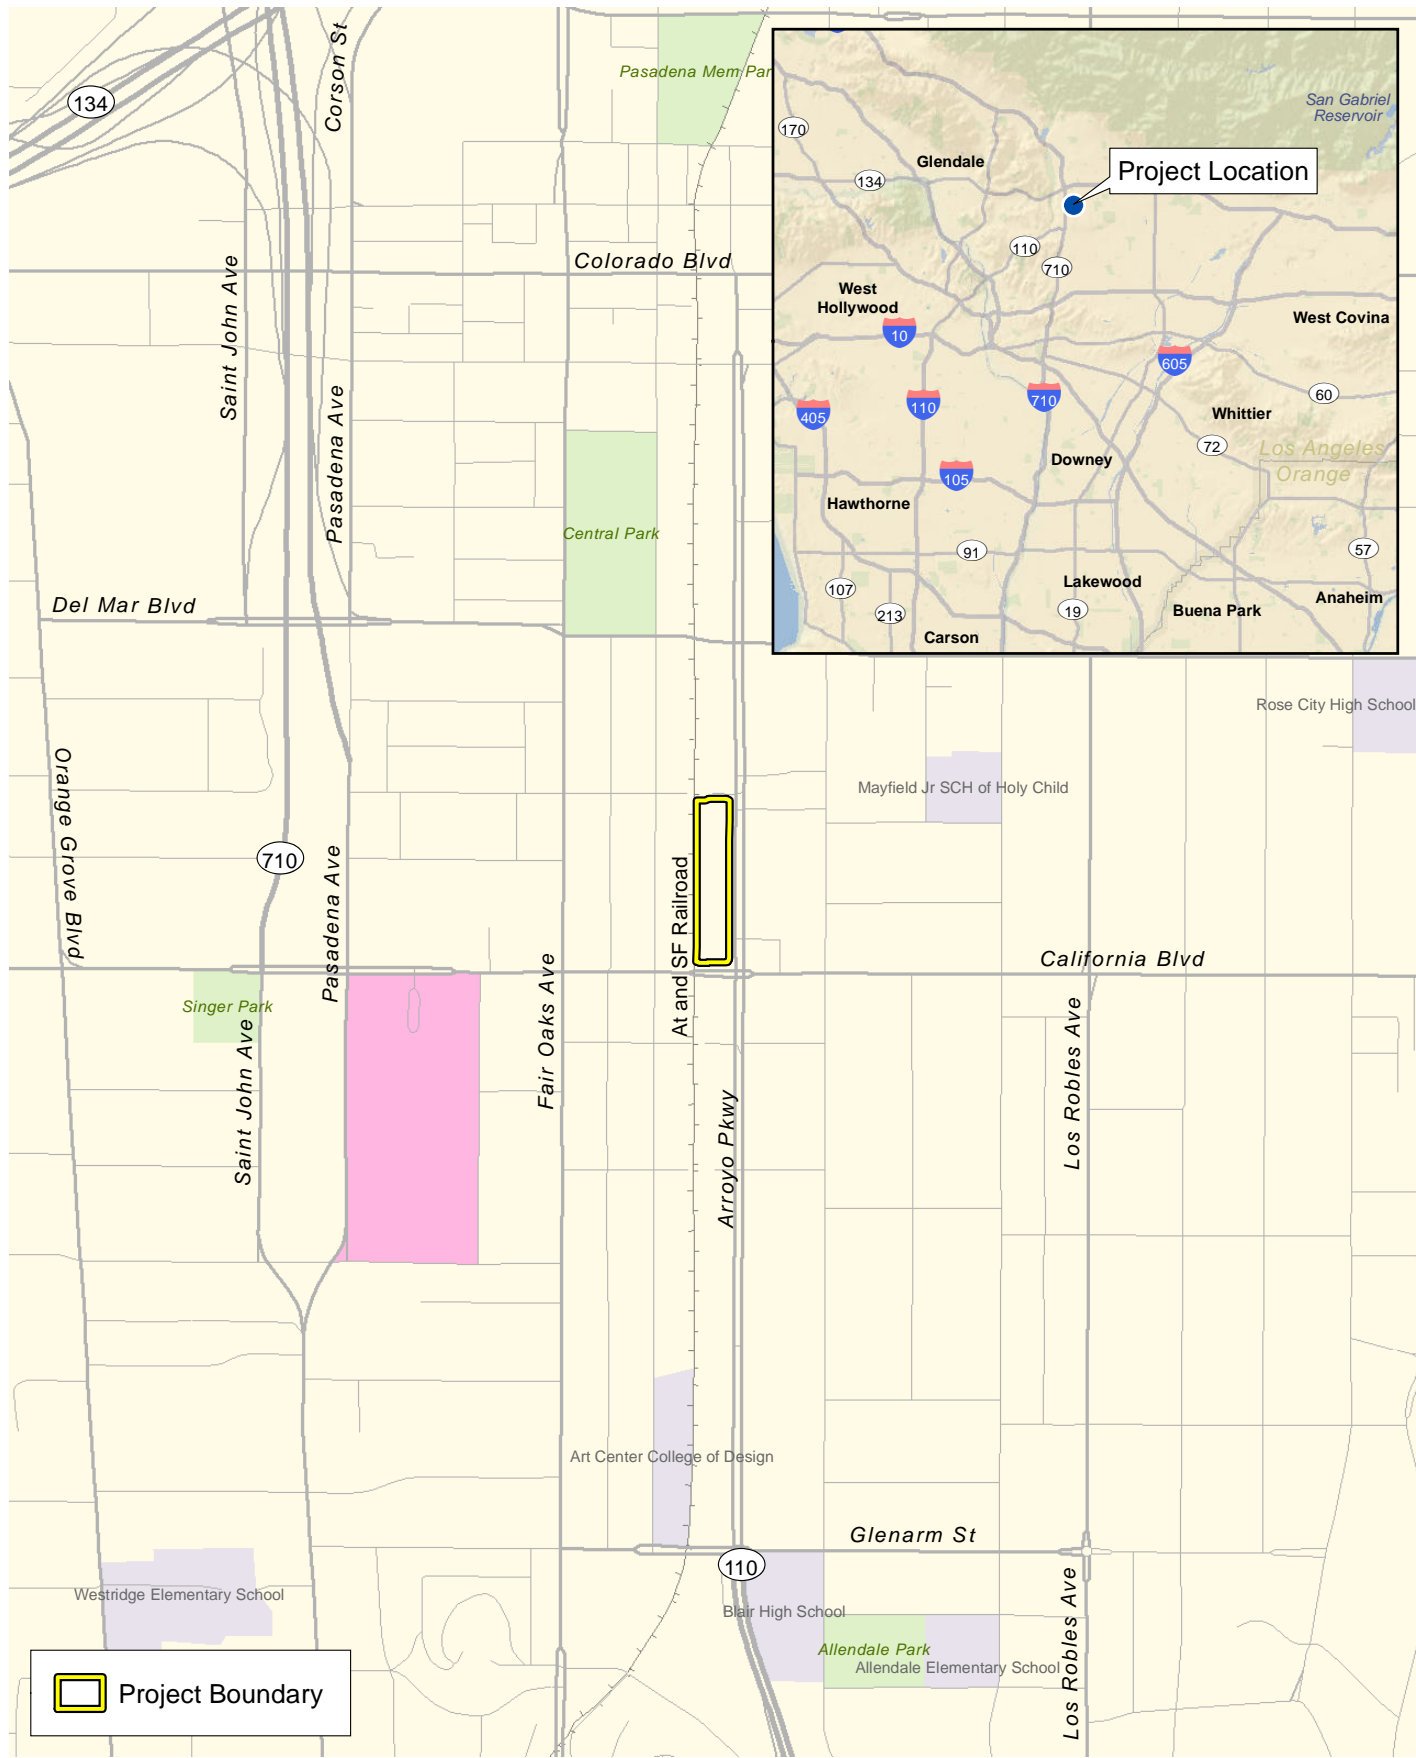 Corson St
Pasadena Mem Par
134
Colorado Blvd
Saint John Ave
Pasadena Ave
Central Park
Del Mar Blvd
San Gabriel
Reservoir
170
Glendale
134
Project Location
110
710
West
Hollywood
10
West Covina
605
405
110
710
60
Whittier
72
Los Angeles
Orange
Downey
105
Hawthorne
91
57
107
Lakewood
213
19
Buena Park
Anaheim
Carson
Rose City High School
Orange Grove Blvd
Mayfield Jr SCH of Holy Child
710
Pasadena Ave
At and SF Railroad
Fair Oaks Ave
California Blvd
Singer Park
Saint John Ave
Los Robles Ave
Arroyo Pkwy
Art Center College of Design
Glenarm St
110
Westridge Elementary School
Blair High School
Allendale Park
Allendale Elementary School
Los Robles Ave
Project Boundary